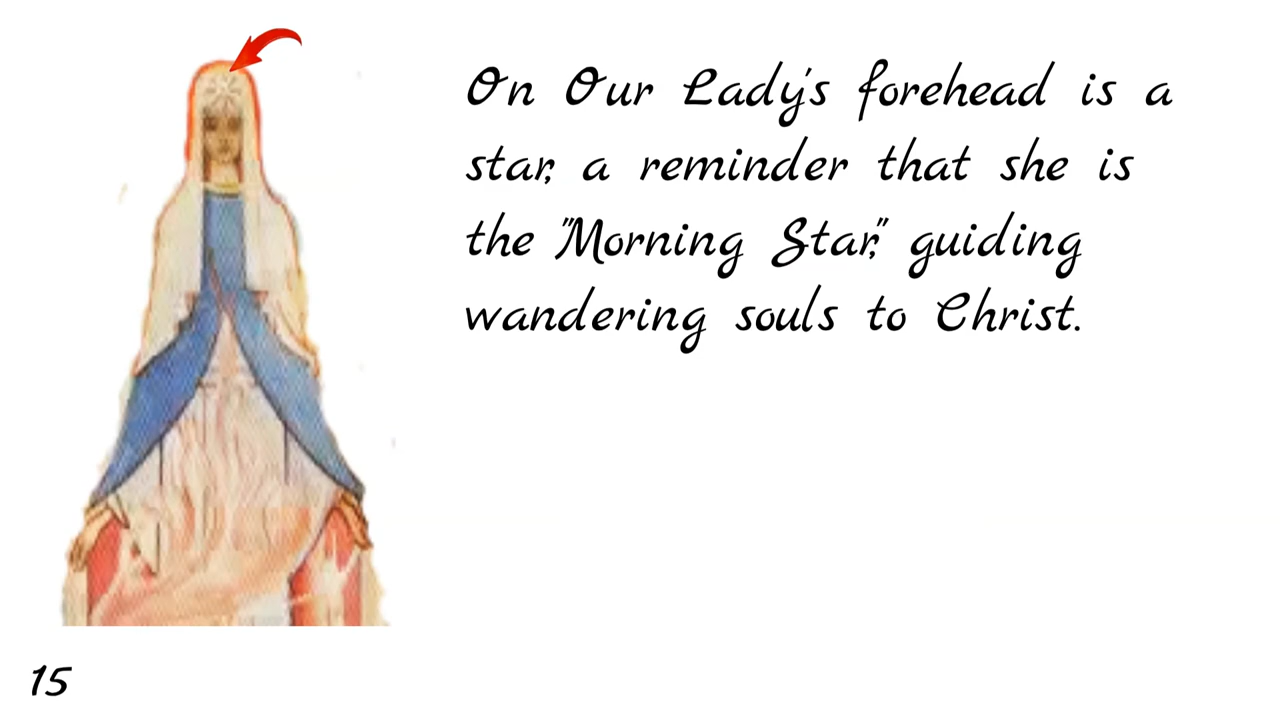 On Our Lady's forehead is a
star, a reminder that she is
the "Morning Star," guiding
wandering souls to Christ.
15